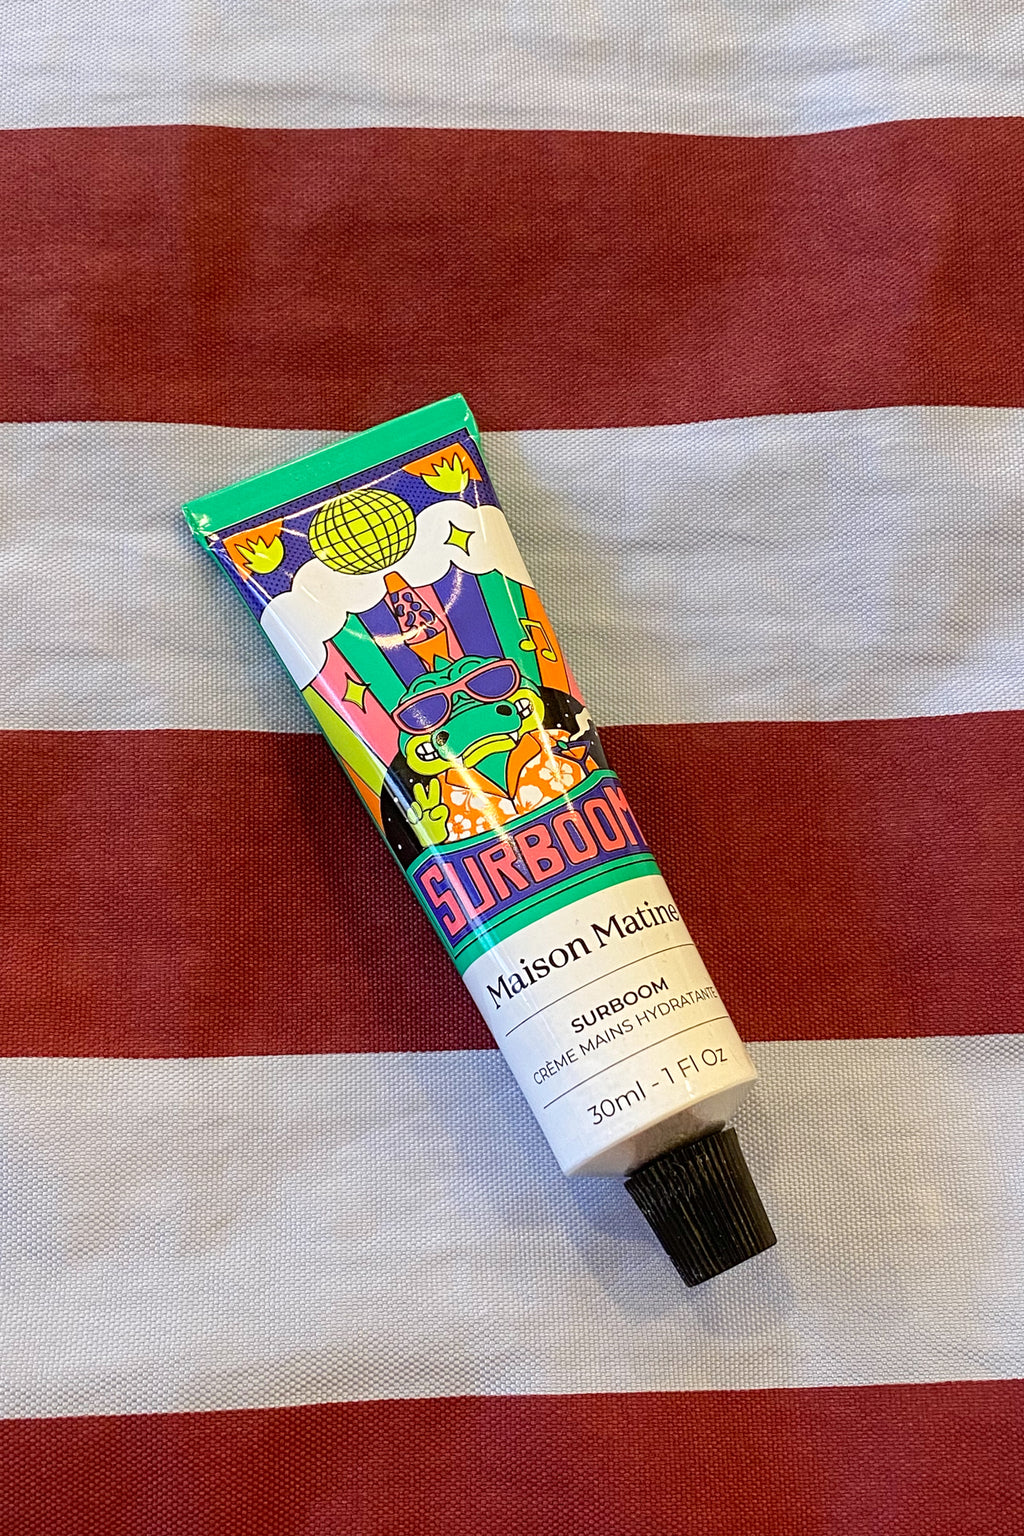 SURBOOM
Maison Matine
SURBOOM
CRÈME MAINS HYDRATANTE
30ml - 1 Fl Oz